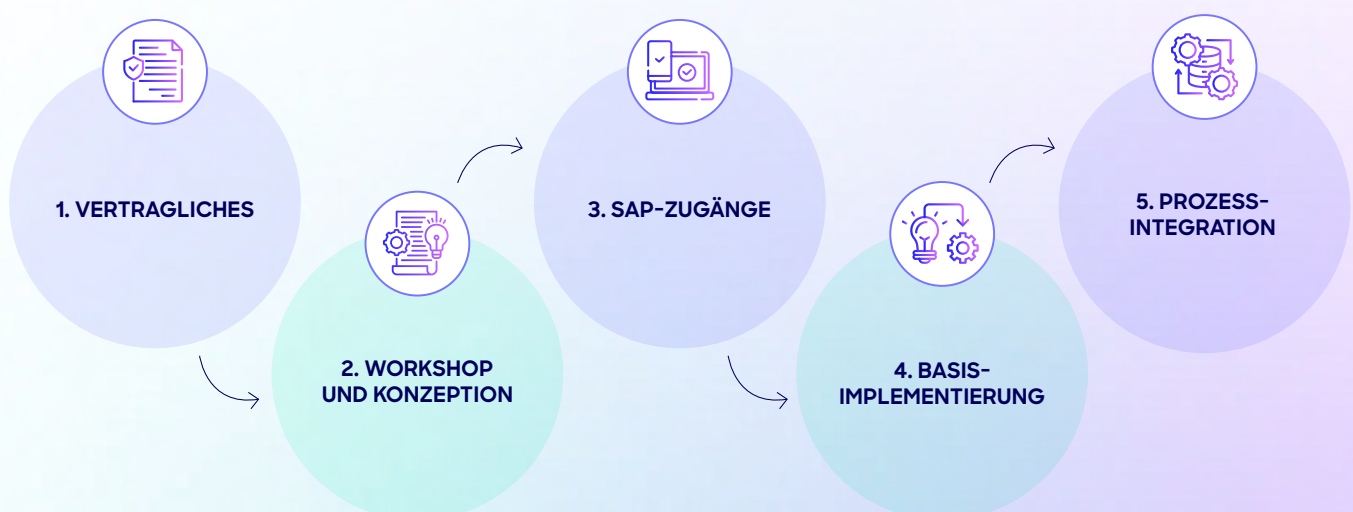 1. VERTRAGLICHES
2. WORKSHOP
UND KONZEPTION
3. SAP-ZUGÄNGE
4. BASIS-
IMPLEMENTIERUNG
5. PROZESS-
INTEGRATION